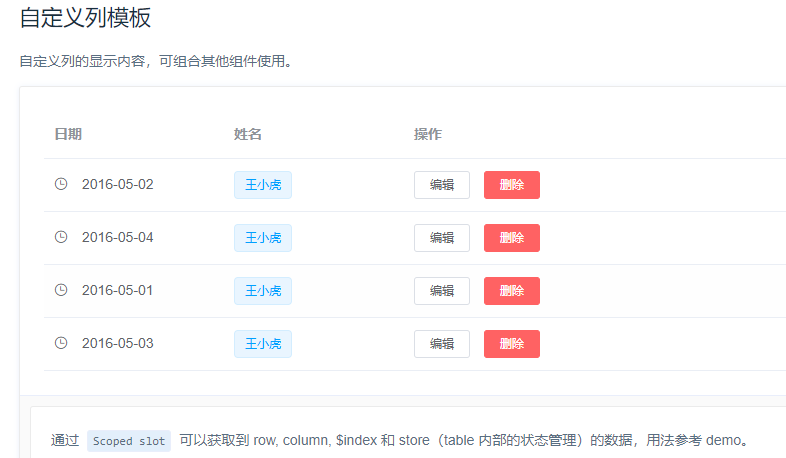 自定义列模板
自定义列的显示内容，可组合其他组件使用。
日期 姓名 操作
2016-05-02 王小虎 编辑 删除
2016-05-04 王小虎 编辑 删除
2016-05-01 王小虎 编辑 删除
2016-05-03 王小虎 编辑 删除
通过 Scoped slot 可以获取到 row, column, $index 和 store（table 内部的状态管理）的数据，用法参考 demo。